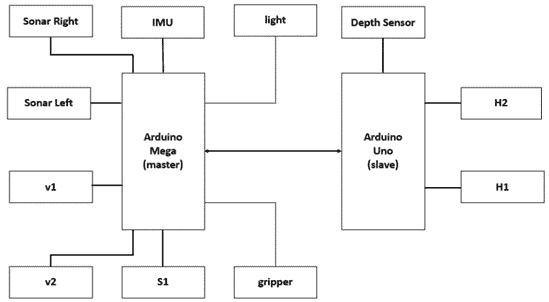 Sonar Right
IMU
light
Depth Sensor
Sonar Left
Arduino
Mega
(master)
Arduino
Uno
(slave)
H2
v1
H1
v2
S1
gripper